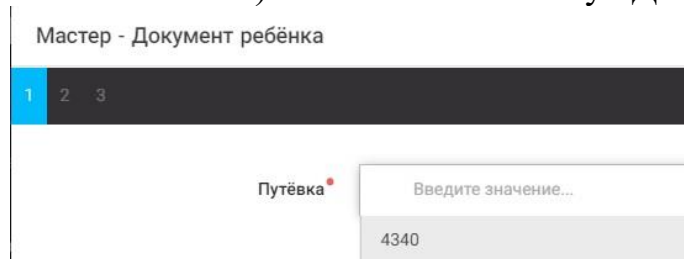 Мастер - Документ ребёнка
1 2 3
Путёвка
Введите значение...
4340